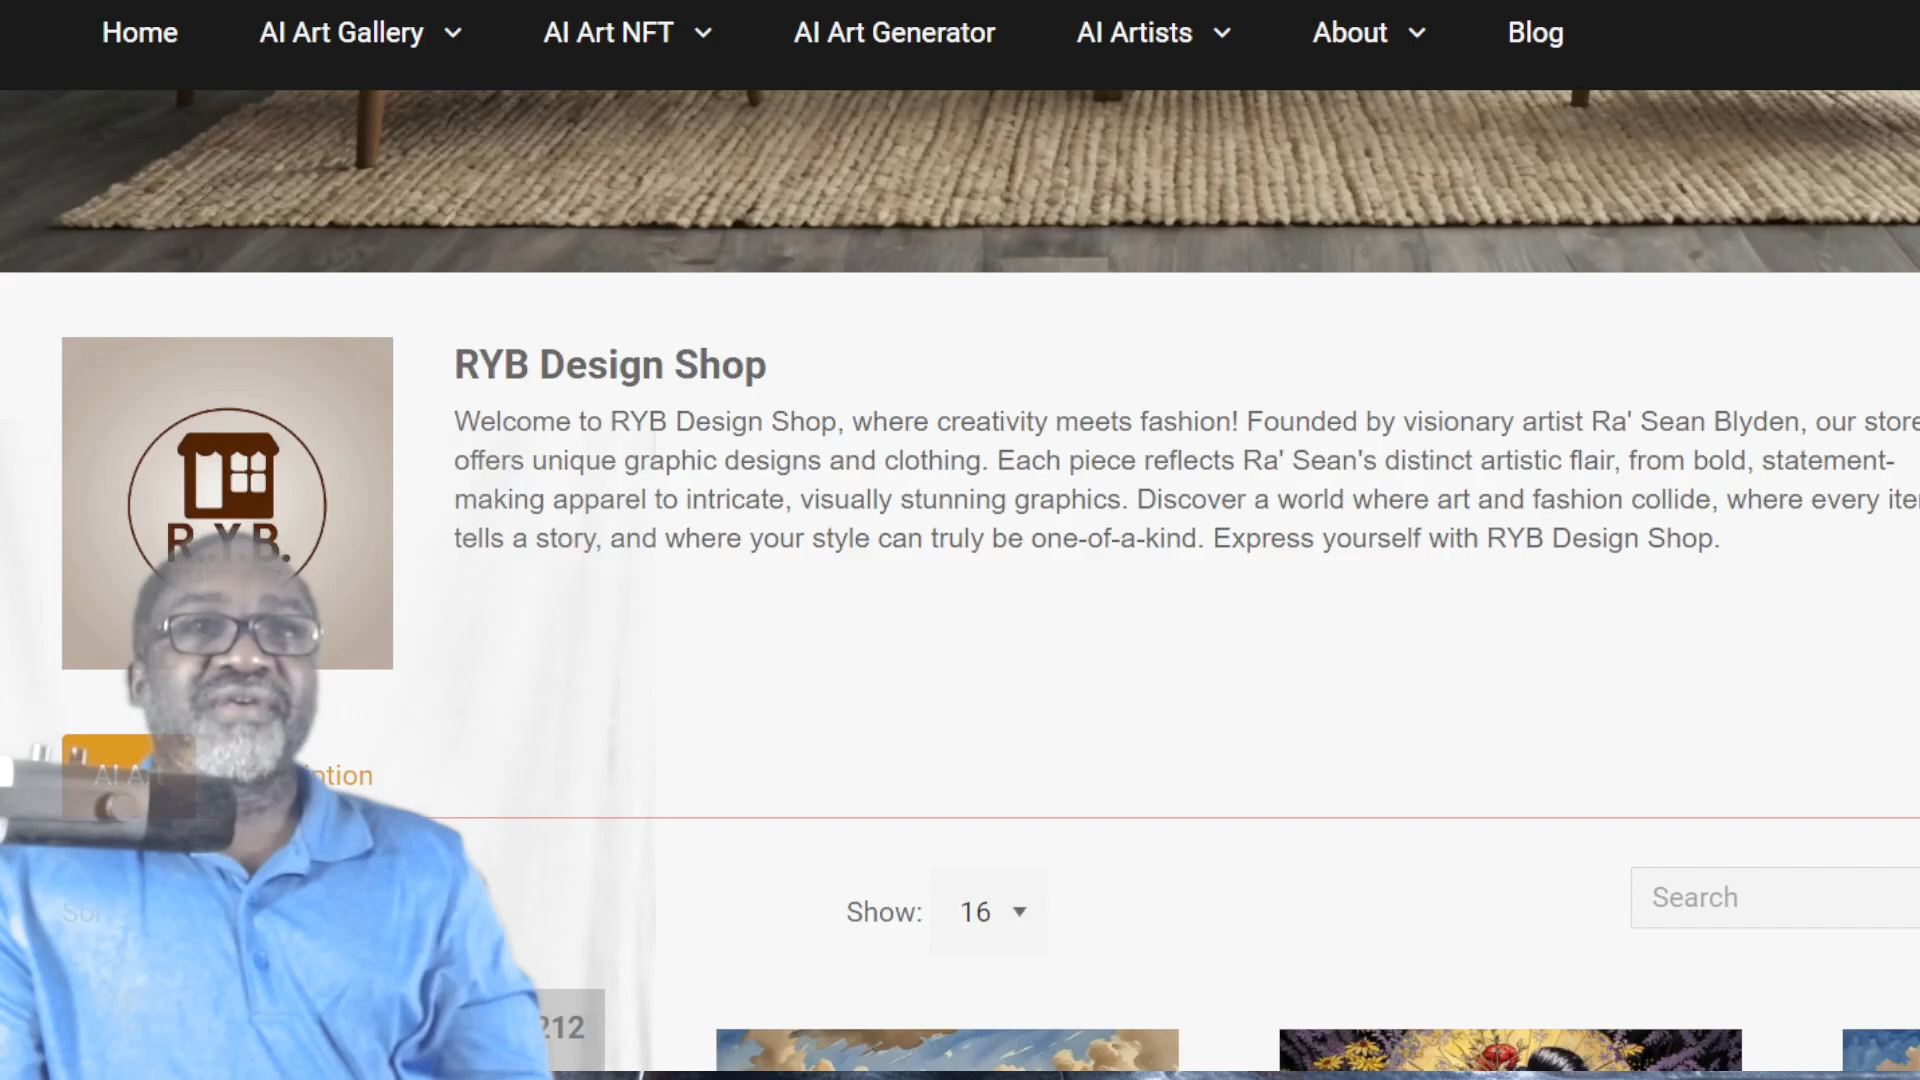 Home AI Art Gallery AI Art NFT AI Art Generator AI Artists About Blog
R.Y.B.
RYB Design Shop
Welcome to RYB Design Shop, where creativity meets fashion! Founded by visionary artist Ra' Sean Blyden, our store
offers unique graphic designs and clothing. Each piece reflects Ra' Sean's distinct artistic flair, from bold, statement-
making apparel to intricate, visually stunning graphics. Discover a world where art and fashion collide, where every
tells a story, and where your style can truly be one-of-a-kind. Express yourself with RYB Design Shop.
AI Art
Show: 16
Search
212